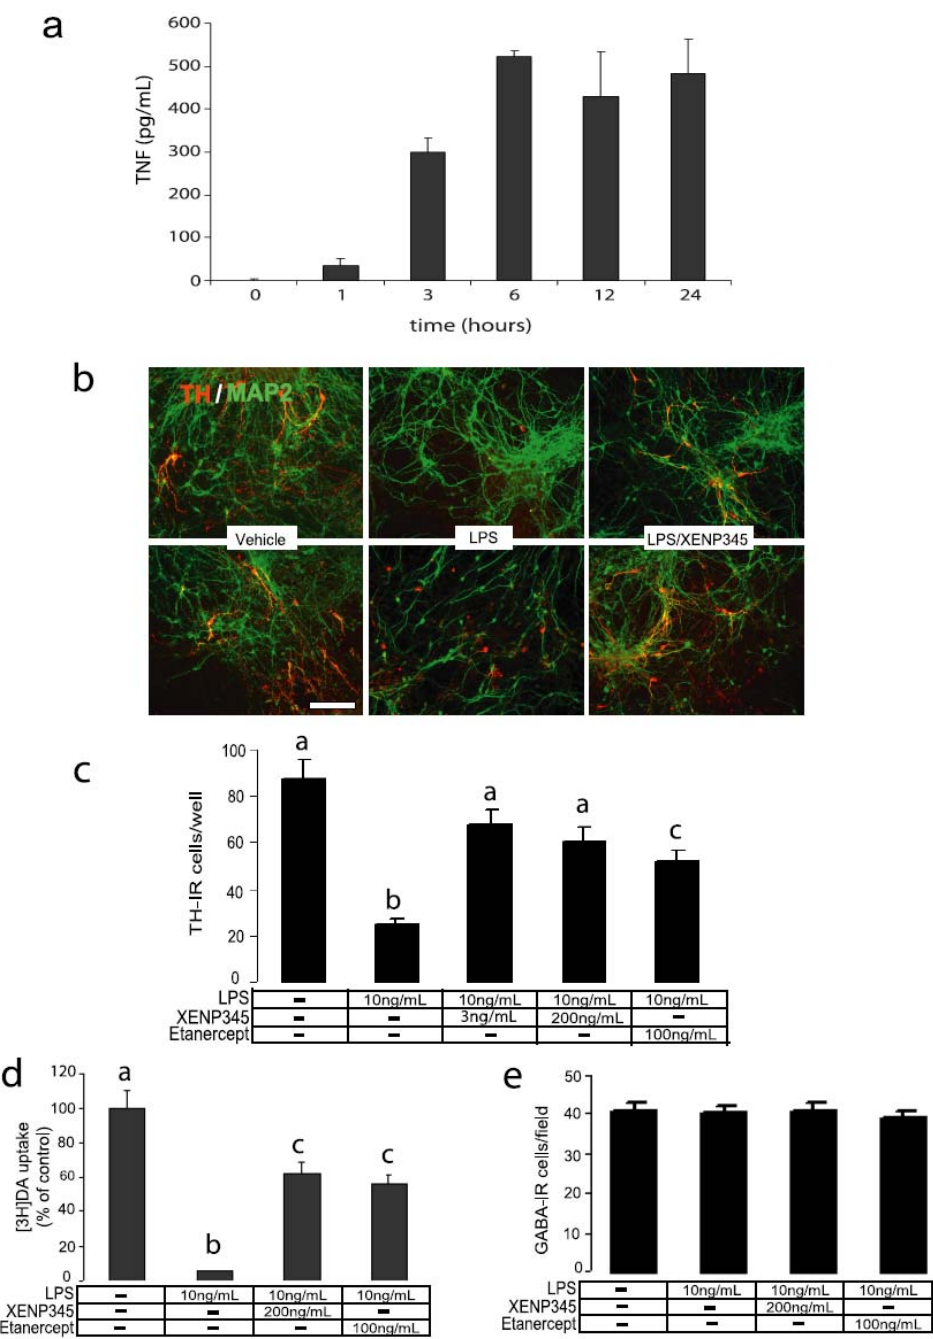 a
600
500
400
300
200
100
0
TNF (pg/mL)
0 1 3 6 12 24
time (hours)
b
TH/MAP2
Vehicle LPS LPS/XENP345
c
100
80
60
40
20
0
TH-IR cells/well
a b a a c
LPS - 10ng/mL 10ng/mL 10ng/mL 10ng/mL
XENP345 - - 3ng/mL 200ng/mL -
Etanercept - - - - 100ng/mL
d
120
100
80
60
40
20
0
[3H]DA uptake
(% of control)
a b c c
LPS - 10ng/mL 10ng/mL 10ng/mL
XENP345 - - 200ng/mL -
Etanercept - - - 100ng/mL
e
50
40
30
20
10
0
GABA-IR cells/field
LPS - 10ng/mL 10ng/mL 10ng/mL
XENP345 - - 200ng/mL -
Etanercept - - - 100ng/mL